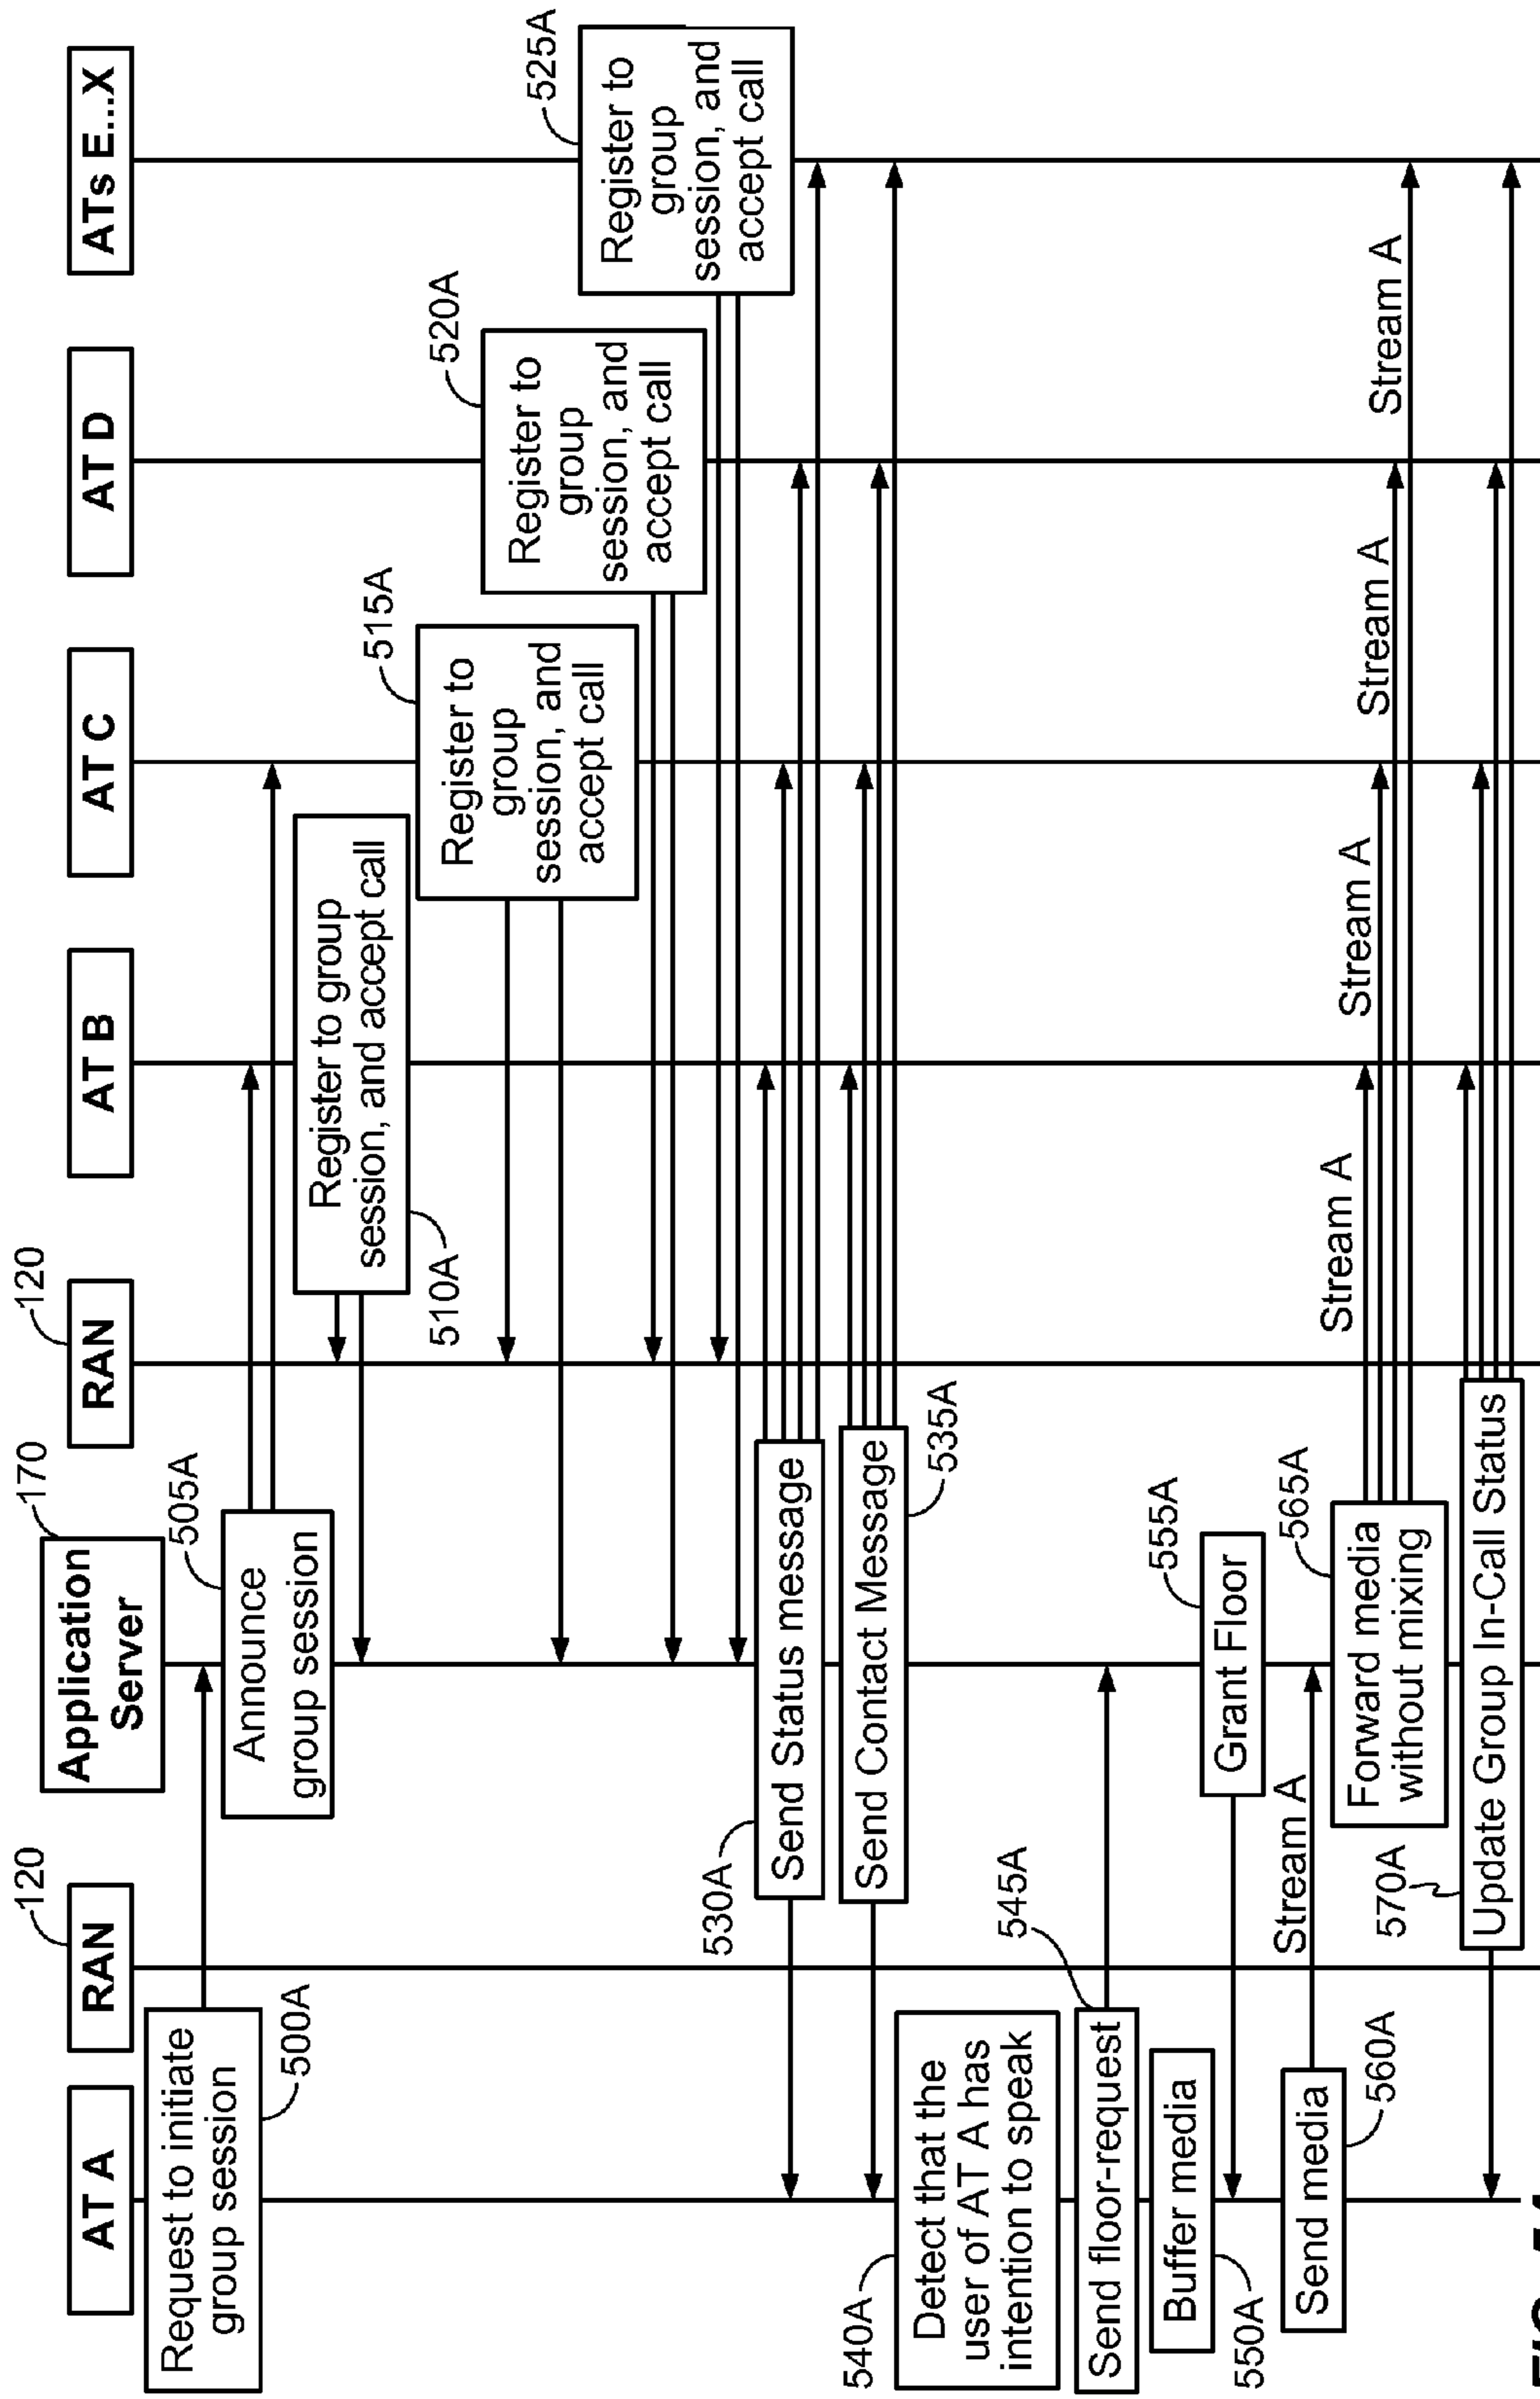 AT A
RAN
120
Application
Server
170
RAN
120
AT B
AT C
AT D
ATs E...X
Request to initiate
group session
500A
Announce
group session
505A
Register to group
session, and accept call
510A
Register to
group
session, and
accept call
515A
Register to
group
session, and
accept call
520A
Register to
group
session, and
accept call
525A
Send Status message
530A
Send Contact Message
535A
Detect that the
user of AT A has
intention to speak
540A
Send floor-request
545A
Buffer media
550A
Grant Floor
555A
Send media
560A
Stream A
Forward media
without mixing
565A
Stream A
Stream A
Stream A
Stream A
Update Group In-Call Status
570A